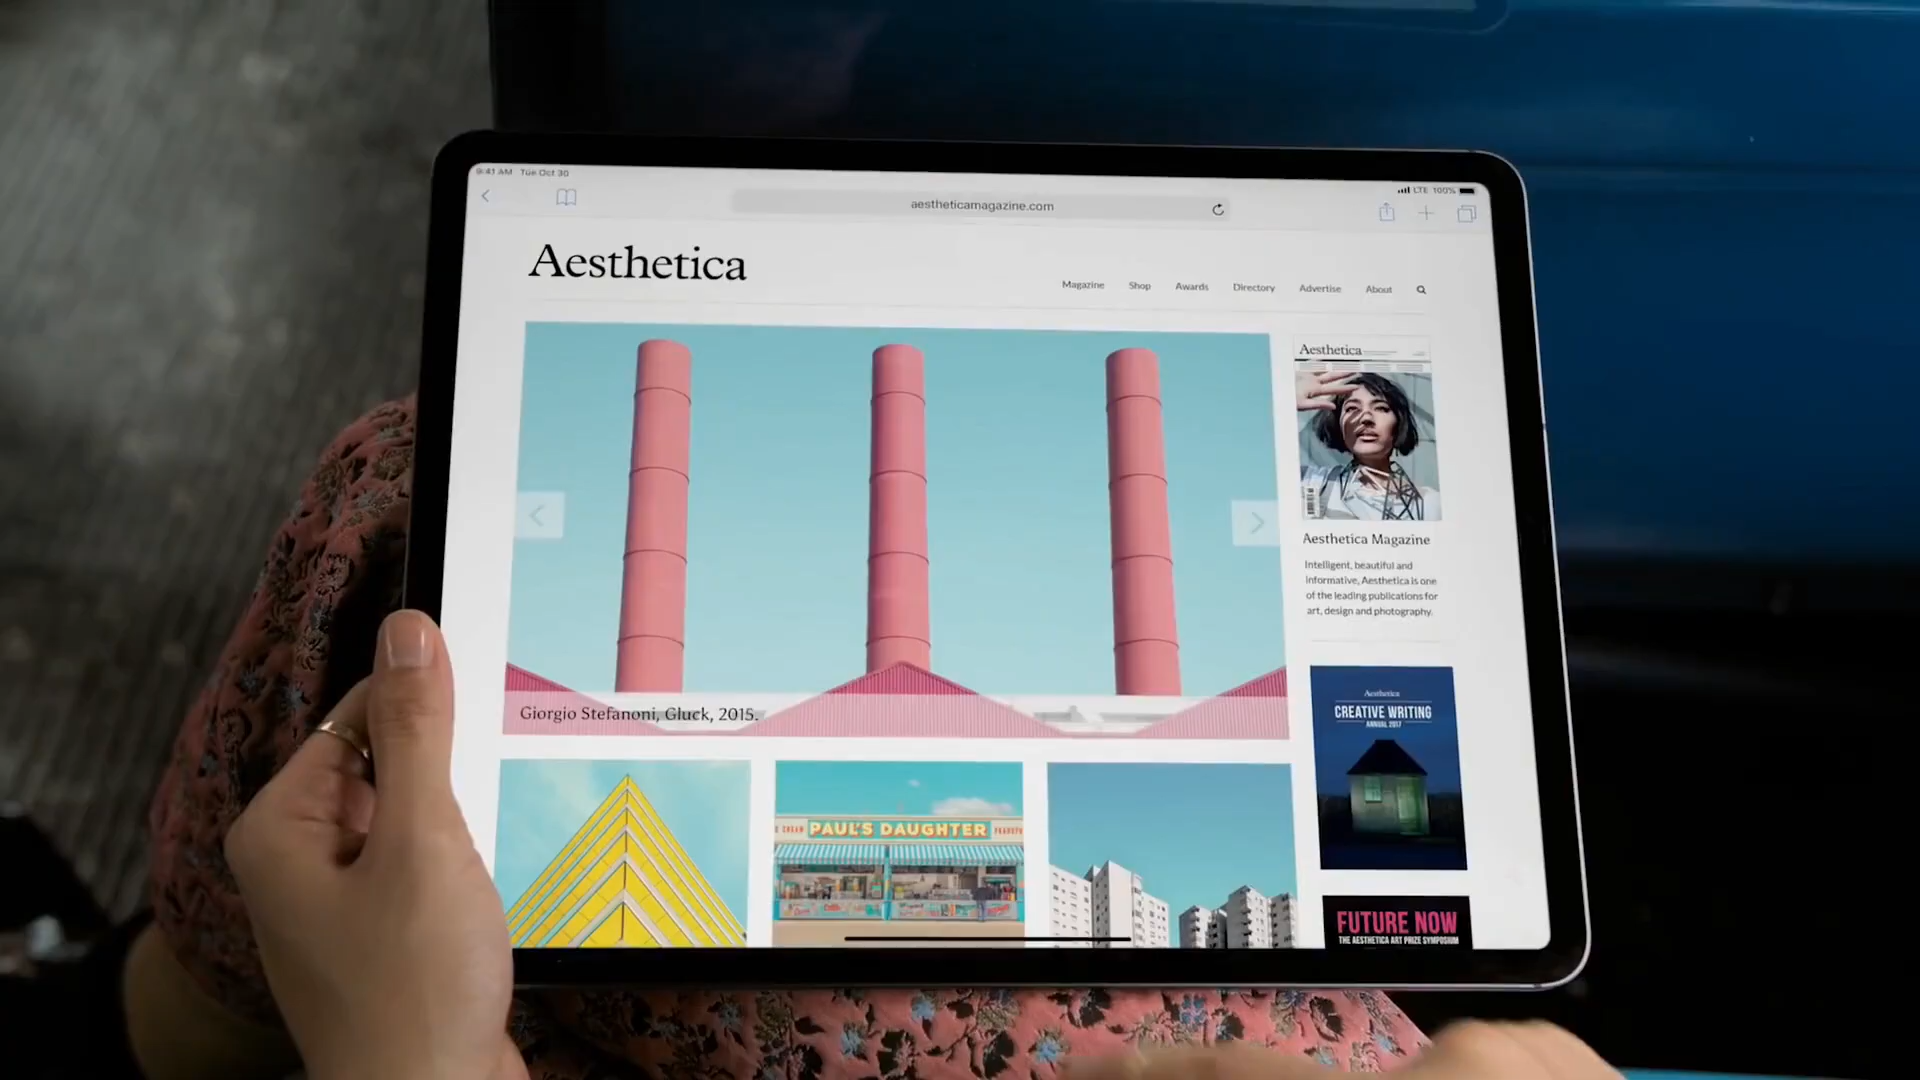 9:41 AM Tue Oct 30
LTE 100%
aestheticamagazine.com
Aesthetica
Magazine Shop Awards Directory Advertise About
Giorgio Stefanoni, Gluck, 2015.
Aesthetica
Aesthetica Magazine
Intelligent, beautiful and
informative, Aesthetica is one
of the leading publications for
art, design and photography.
Aesthetica
CREATIVE WRITING
ANNUAL 2017
PAUL'S DAUGHTER
FUTURE NOW
THE AESTHETICA ART PRIZE SYMPOSIUM